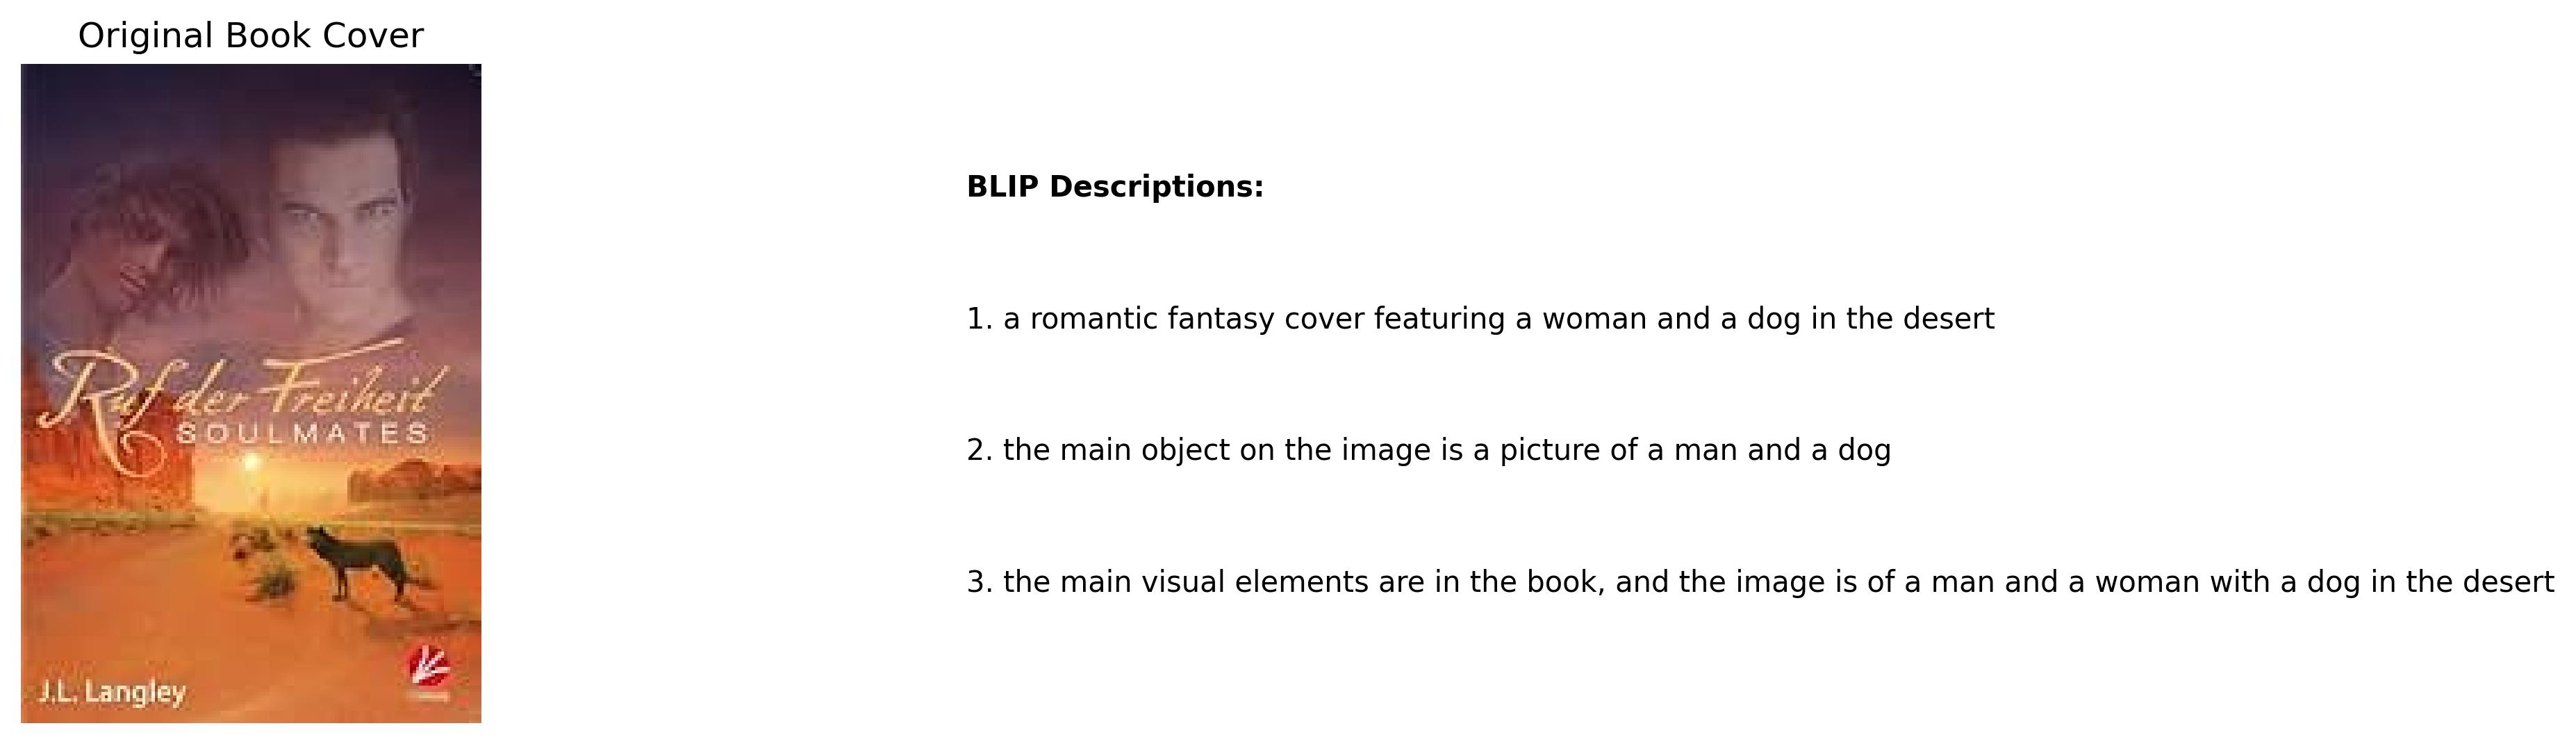 Original Book Cover
Ruf der Freiheit
SOULMATES
J.L. Langley
BLIP Descriptions:
1. a romantic fantasy cover featuring a woman and a dog in the desert
2. the main object on the image is a picture of a man and a dog
3. the main visual elements are in the book, and the image is of a man and a woman with a dog in the desert